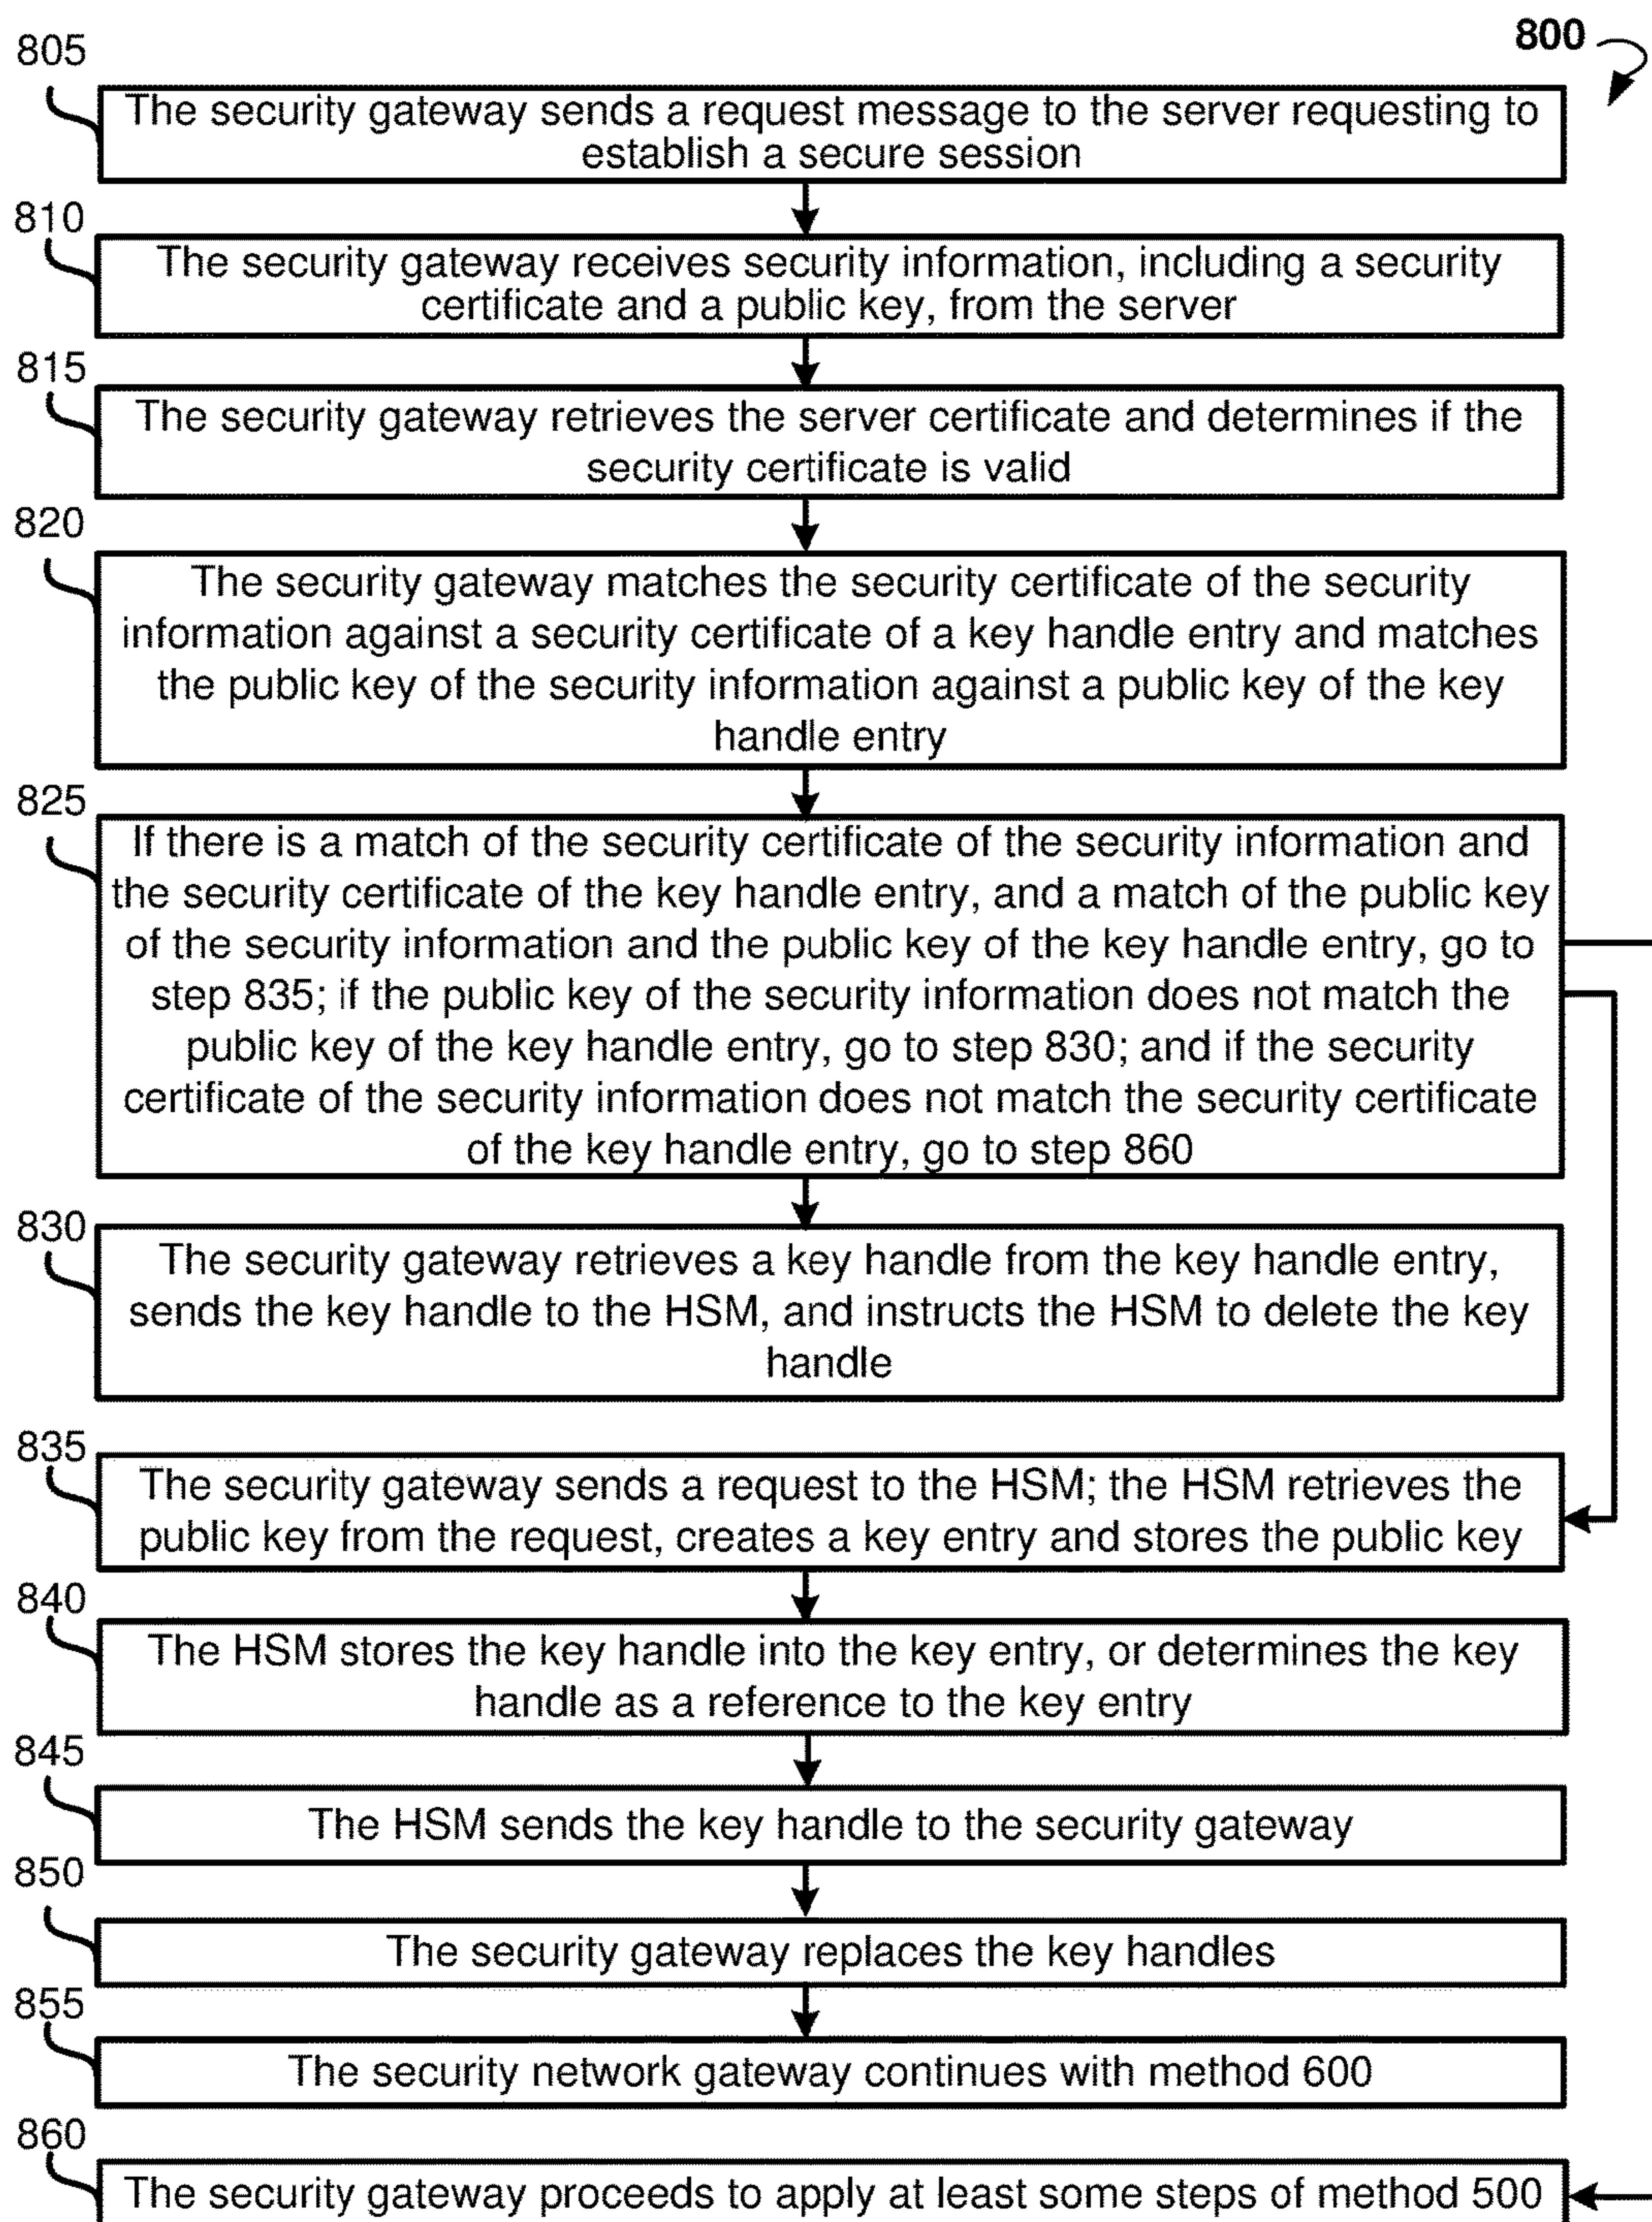 800
805
The security gateway sends a request message to the server requesting to
establish a secure session
810
The security gateway receives security information, including a security
certificate and a public key, from the server
815
The security gateway retrieves the server certificate and determines if the
security certificate is valid
820
The security gateway matches the security certificate of the security
information against a security certificate of a key handle entry and matches
the public key of the security information against a public key of the key
handle entry
825
If there is a match of the security certificate of the security information and
the security certificate of the key handle entry, and a match of the public key
of the security information and the public key of the key handle entry, go to
step 835; if the public key of the security information does not match the
public key of the key handle entry, go to step 830; and if the security
certificate of the security information does not match the security certificate
of the key handle entry, go to step 860
830
The security gateway retrieves a key handle from the key handle entry,
sends the key handle to the HSM, and instructs the HSM to delete the key
handle
835
The security gateway sends a request to the HSM; the HSM retrieves the
public key from the request, creates a key entry and stores the public key
840
The HSM stores the key handle into the key entry, or determines the key
handle as a reference to the key entry
845
The HSM sends the key handle to the security gateway
850
The security gateway replaces the key handles
855
The security network gateway continues with method 600
860
The security gateway proceeds to apply at least some steps of method 500